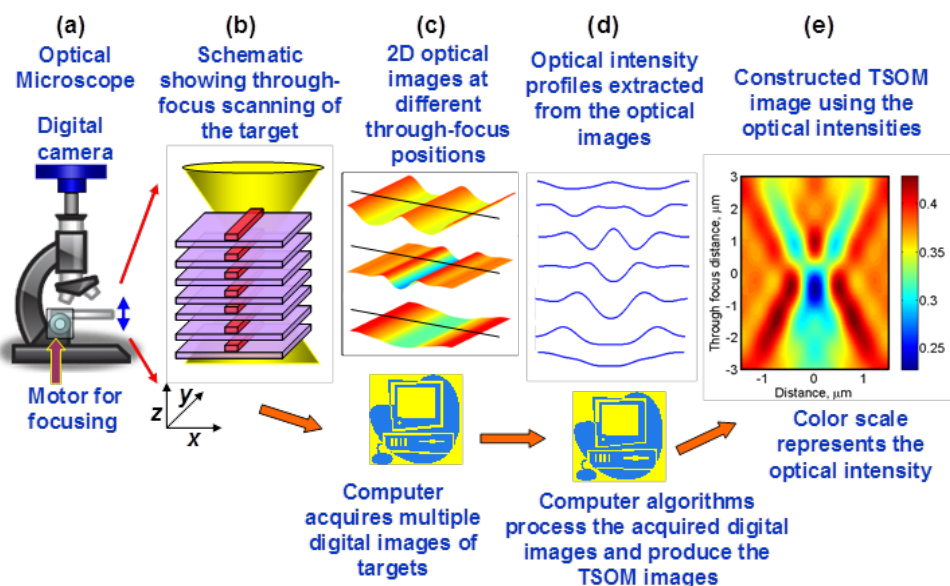 (a)
Optical
Microscope
Digital
camera
Motor for
focusing
(b)
Schematic
showing through-
focus scanning of
the target
z
y
x
(c)
2D optical
images at
different
through-focus
positions
Computer
acquires multiple
digital images of
targets
(d)
Optical intensity
profiles extracted
from the optical
images
Computer algorithms
process the acquired digital
images and produce the
TSOM images
(e)
Constructed TSOM
image using the
optical intensities
Through focus distance, µm
3
2
1
0
-1
-2
-3
-1
0
1
Distance, µm
0.4
0.35
0.3
0.25
Color scale
represents the
optical intensity